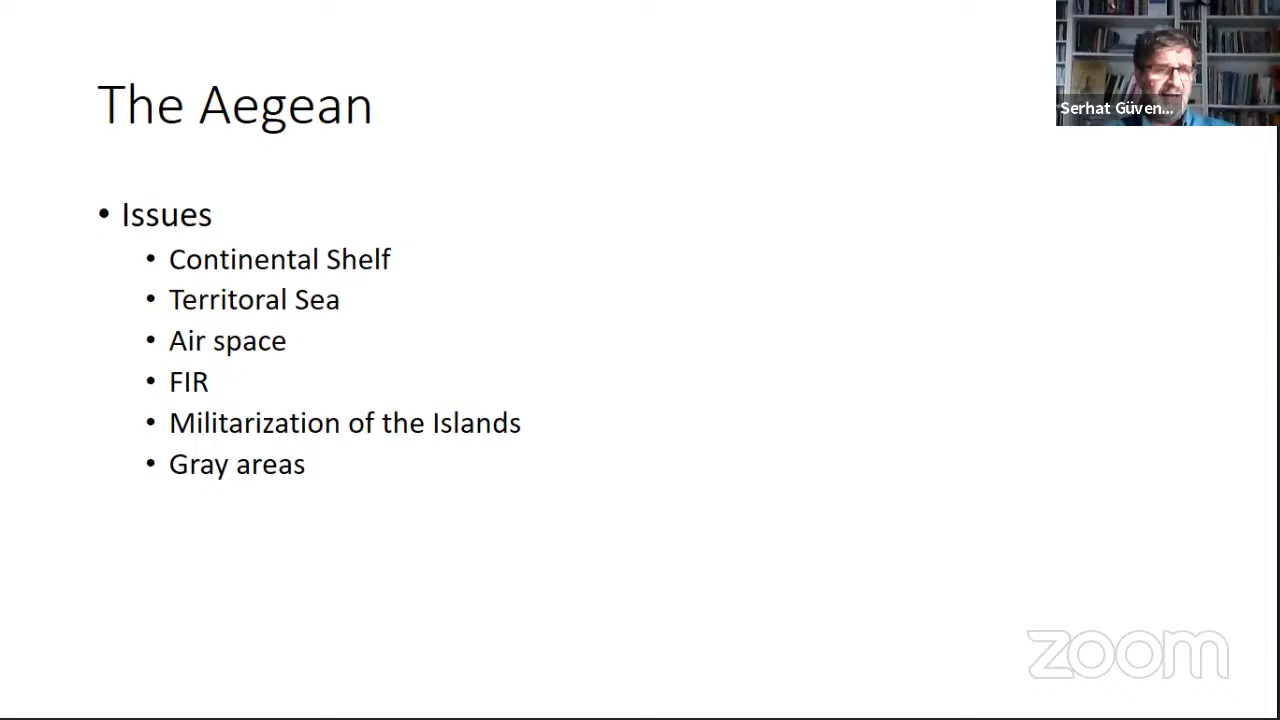 The Aegean
Serhat Güven...
• Issues
• Continental Shelf
• Territoral Sea
• Air space
• FIR
• Militarization of the Islands
• Gray areas
zoom